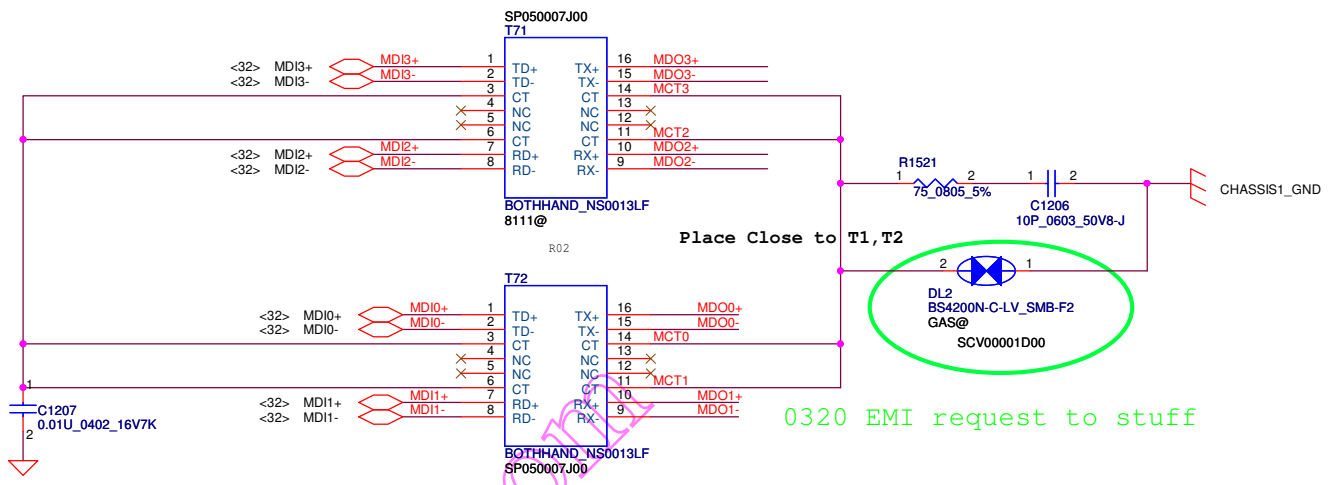 SP050007J00
T71
<32> MDI3+ MDI3+ 1 TD+ TX+ 16 MDO3+
<32> MDI3- MDI3- 2 TD- TX- 15 MDO3-
3 CT CT 14 MCT3
4 NC NC 13
5 NC NC 12
6 CT CT 11 MCT2
<32> MDI2+ MDI2+ 7 RD+ RX+ 10 MDO2+
<32> MDI2- MDI2- 8 RD- RX- 9 MDO2-
BOTHHAND_NS0013LF
8111@
R1521
1 2
75_0805_5%
1 2
C1206
10P_0603_50V8-J
CHASSIS1_GND
R02
Place Close to T1,T2
2 1
DL2
BS4200N-C-LV_SMB-F2
GAS@
SCV00001D00
T72
<32> MDI0+ MDI0+ 1 TD+ TX+ 16 MDO0+
<32> MDI0- MDI0- 2 TD- TX- 15 MDO0-
3 CT CT 14 MCT0
4 NC NC 13
5 NC NC 12
6 CT CT 11 MCT1
<32> MDI1+ MDI1+ 7 RD+ RX+ 10 MDO1+
<32> MDI1- MDI1- 8 RD- RX- 9 MDO1-
BOTHHAND_NS0013LF
SP050007J00
1
C1207
0.01U_0402_16V7K
2
0320 EMI request to stuff